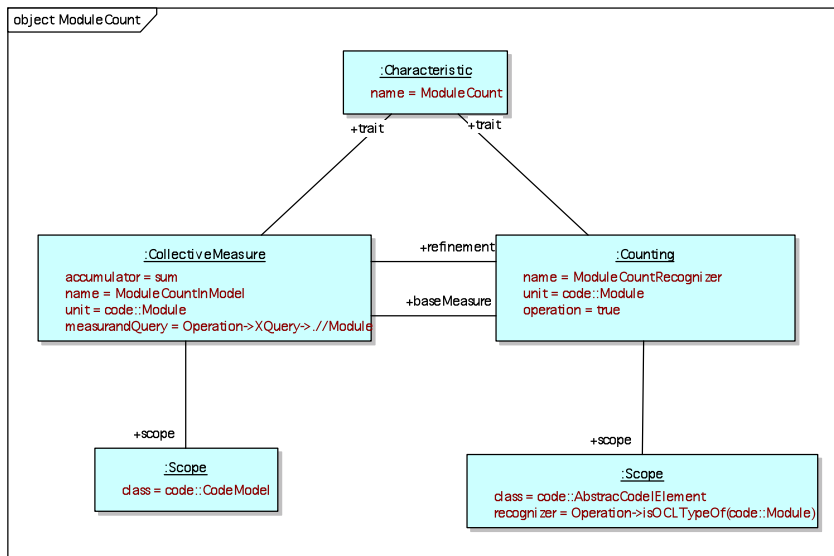 object ModuleCount
:Characteristic
name = ModuleCount
+trait
+trait
:CollectiveMeasure
accumulator = sum
name = ModuleCountInModel
unit = code::Module
measurandQuery = Operation->XQuery->.//Module
+refinement
+baseMeasure
:Counting
name = ModuleCountRecognizer
unit = code::Module
operation = true
+scope
+scope
:Scope
class = code::CodeModel
:Scope
class = code::AbstracCodelElement
recognizer = Operation->isOCLTypeOf(code::Module)